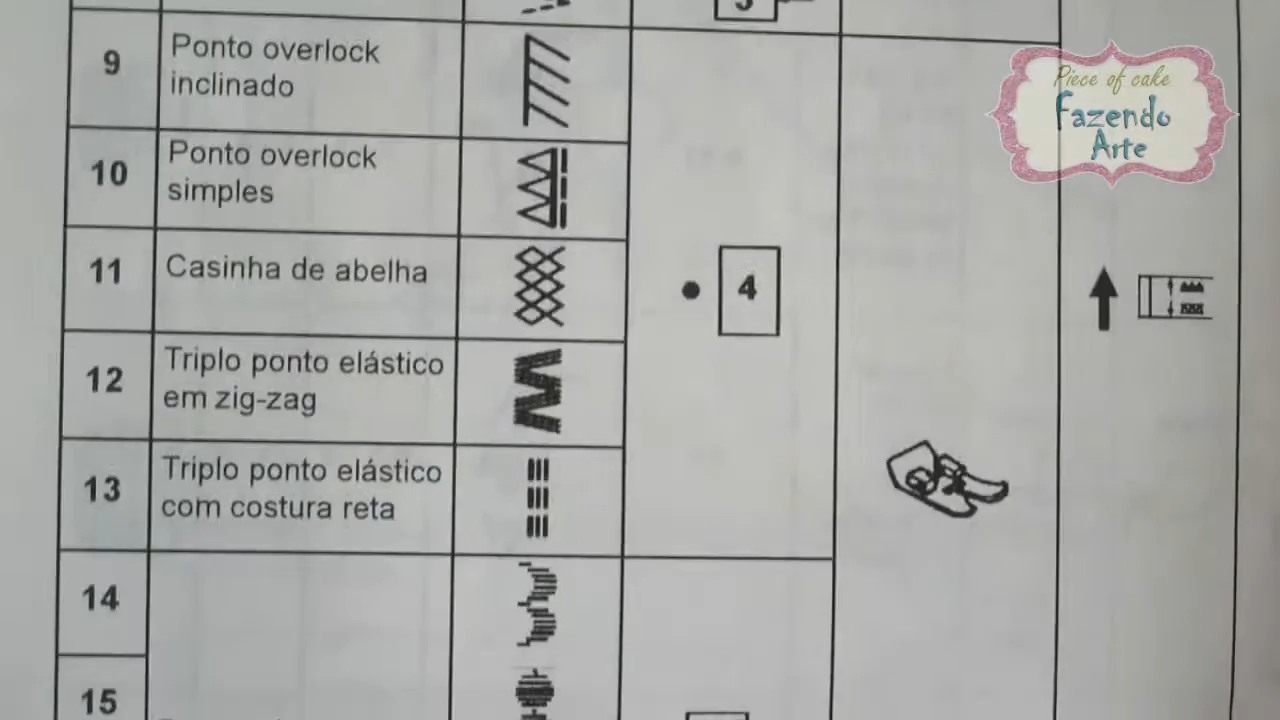 9
Ponto overlock
inclinado
10
Ponto overlock
simples
11
Casinha de abelha
4
12
Triplo ponto elástico
em zig-zag
13
Triplo ponto elástico
com costura reta
14
15
Piece of cake
Fazendo
Arte